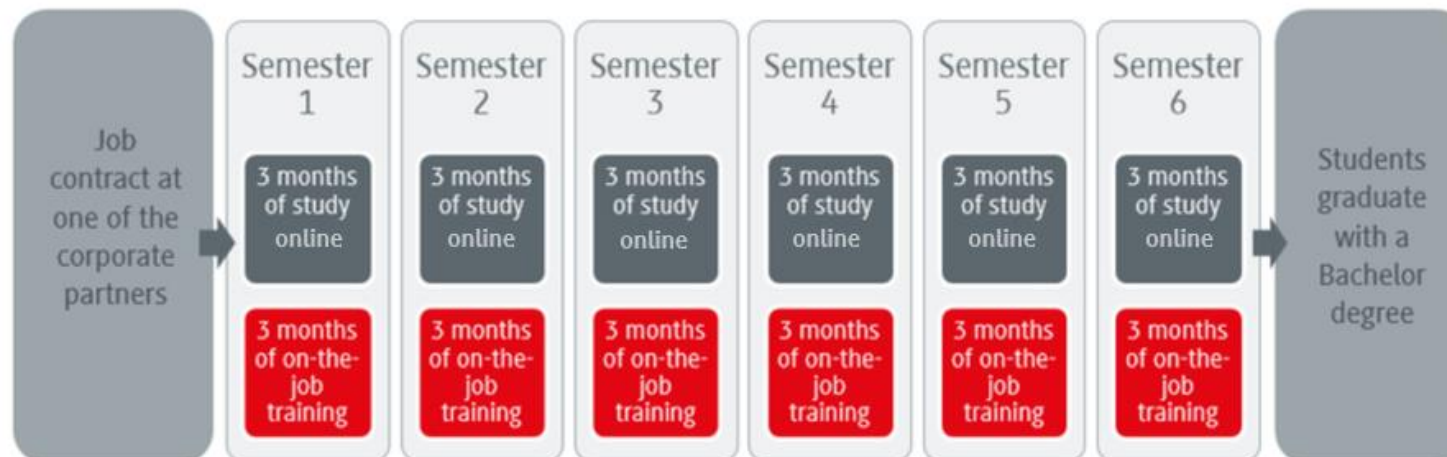 Job
contract at
one of the
corporate
partners
Semester
1
3 months
of study
online
3 months
of on-the-
job
training
Semester
2
3 months
of study
online
3 months
of on-the-
job
training
Semester
3
3 months
of study
online
3 months
of on-the-
job
training
Semester
4
3 months
of study
online
3 months
of on-the-
job
training
Semester
5
3 months
of study
online
3 months
of on-the-
job
training
Semester
6
3 months
of study
online
3 months
of on-the-
job
training
Students
graduate
with a
Bachelor
degree